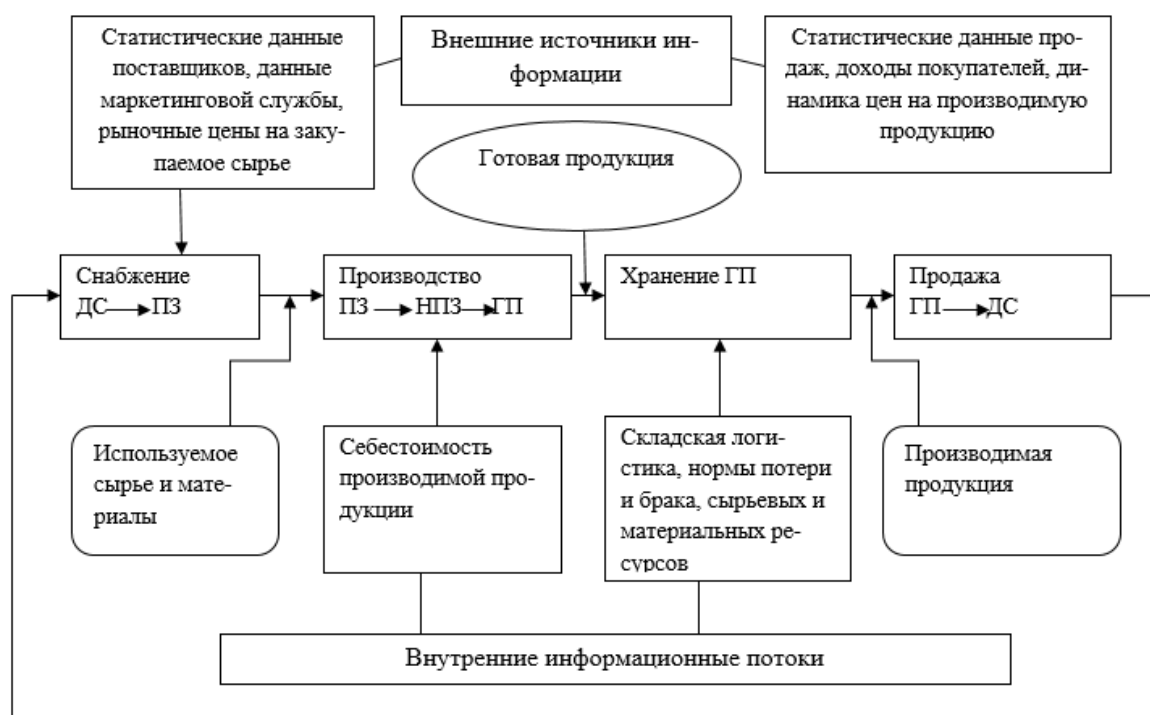 Статистические данные
поставщиков, данные
маркетинговой службы,
рыночные цены на заку-
паемое сырье
Внешние источники ин-
формации
Статистические данные про-
даж, доходы покупателей, ди-
намика цен на производимую
продукцию
Готовая продукция
Снабжение
ДС ПЗ
Производство
ПЗ НПЗ ГП
Хранение ГП
Продажа
ГП ДС
Используемое
сырье и мате-
риалы
Себестоимость
производимой про-
дукции
Складская логи-
стика, нормы потери
и брака, сырьевых и
материальных ре-
сурсов
Производимая
продукция
Внутренние информационные потоки